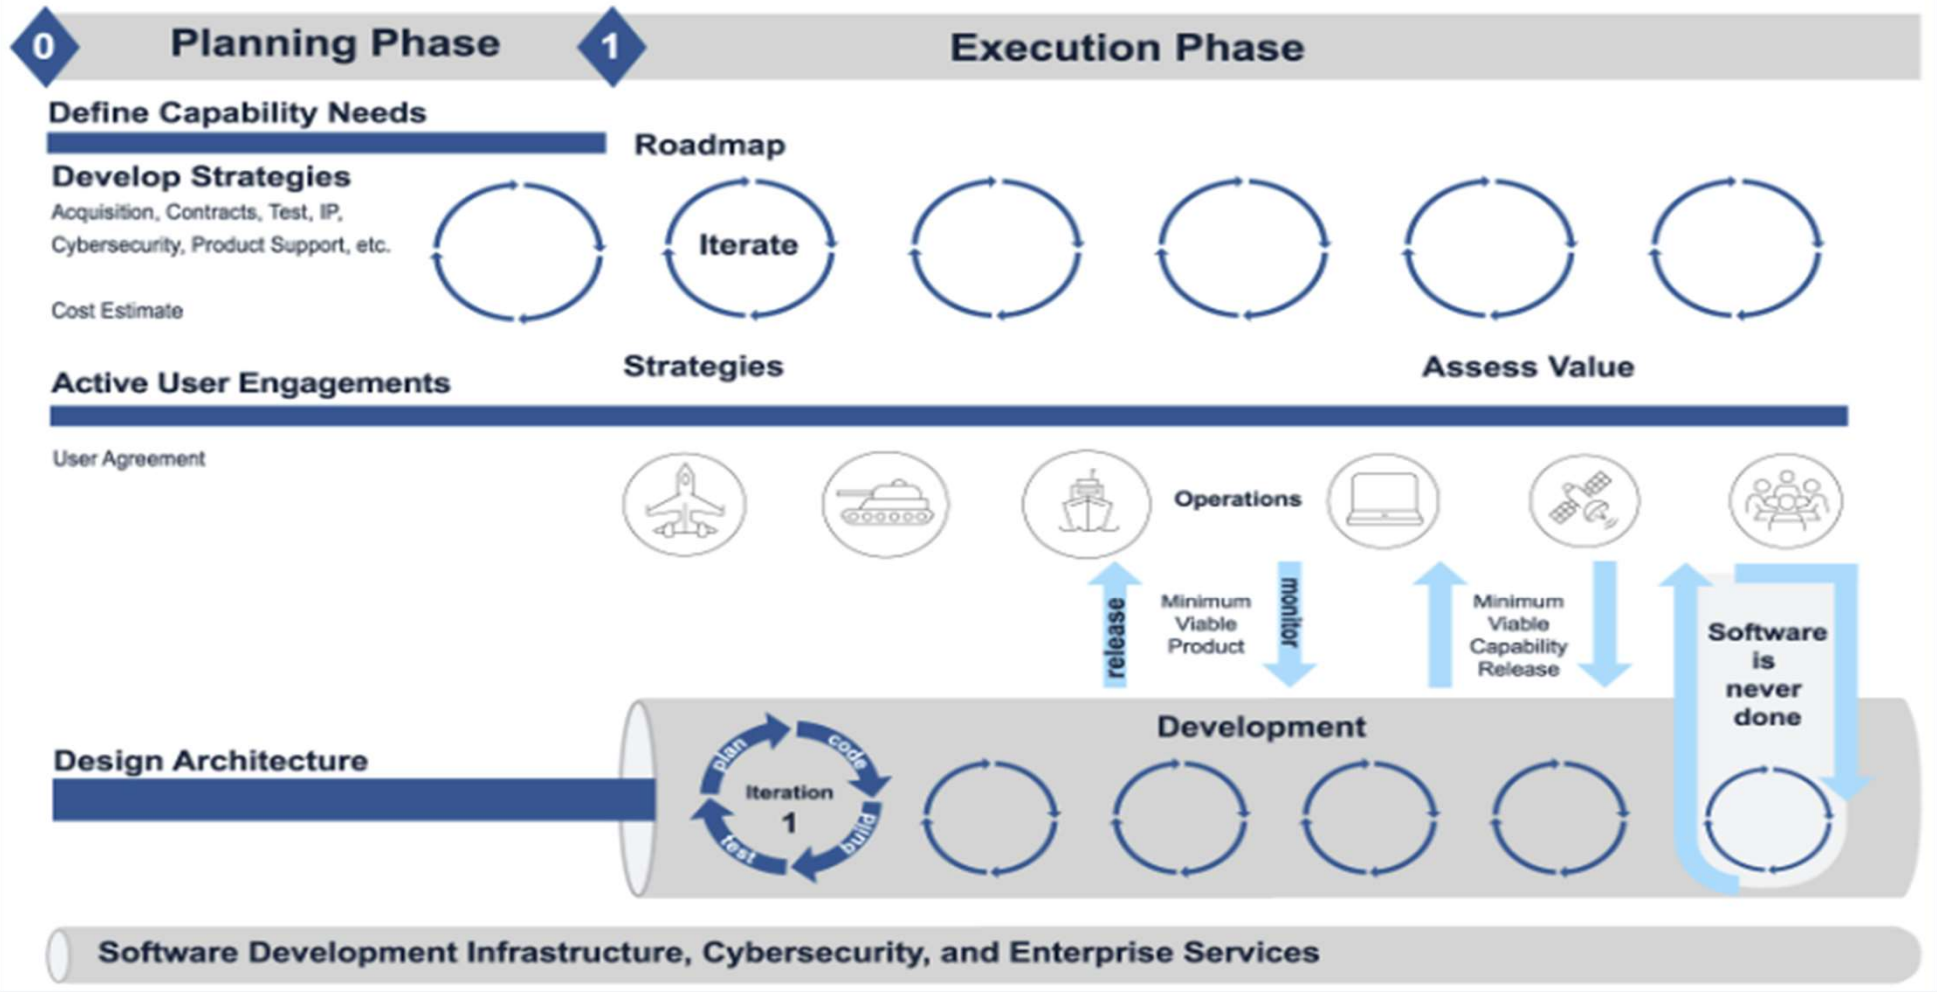 0
Planning Phase
1
Execution Phase
Define Capability Needs
Roadmap
Develop Strategies
Acquisition, Contracts, Test, IP,
Cybersecurity, Product Support, etc.
Iterate
Cost Estimate
Strategies
Assess Value
Active User Engagements
User Agreement
Operations
release
Minimum
Viable
Product
monitor
Minimum
Viable
Capability
Release
Software
is
never
done
Design Architecture
Development
plan
code
build
test
Iteration
1
Software Development Infrastructure, Cybersecurity, and Enterprise Services